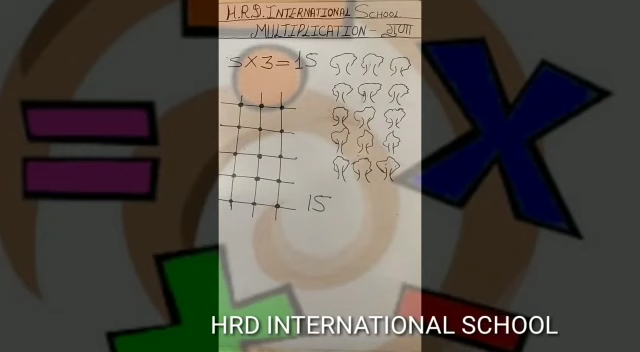 H.R.D. INTERNATIONAL SCHOOL
MULTIPLICATION - गुणा
5 X 3 = 15
15
HRD INTERNATIONAL SCHOOL